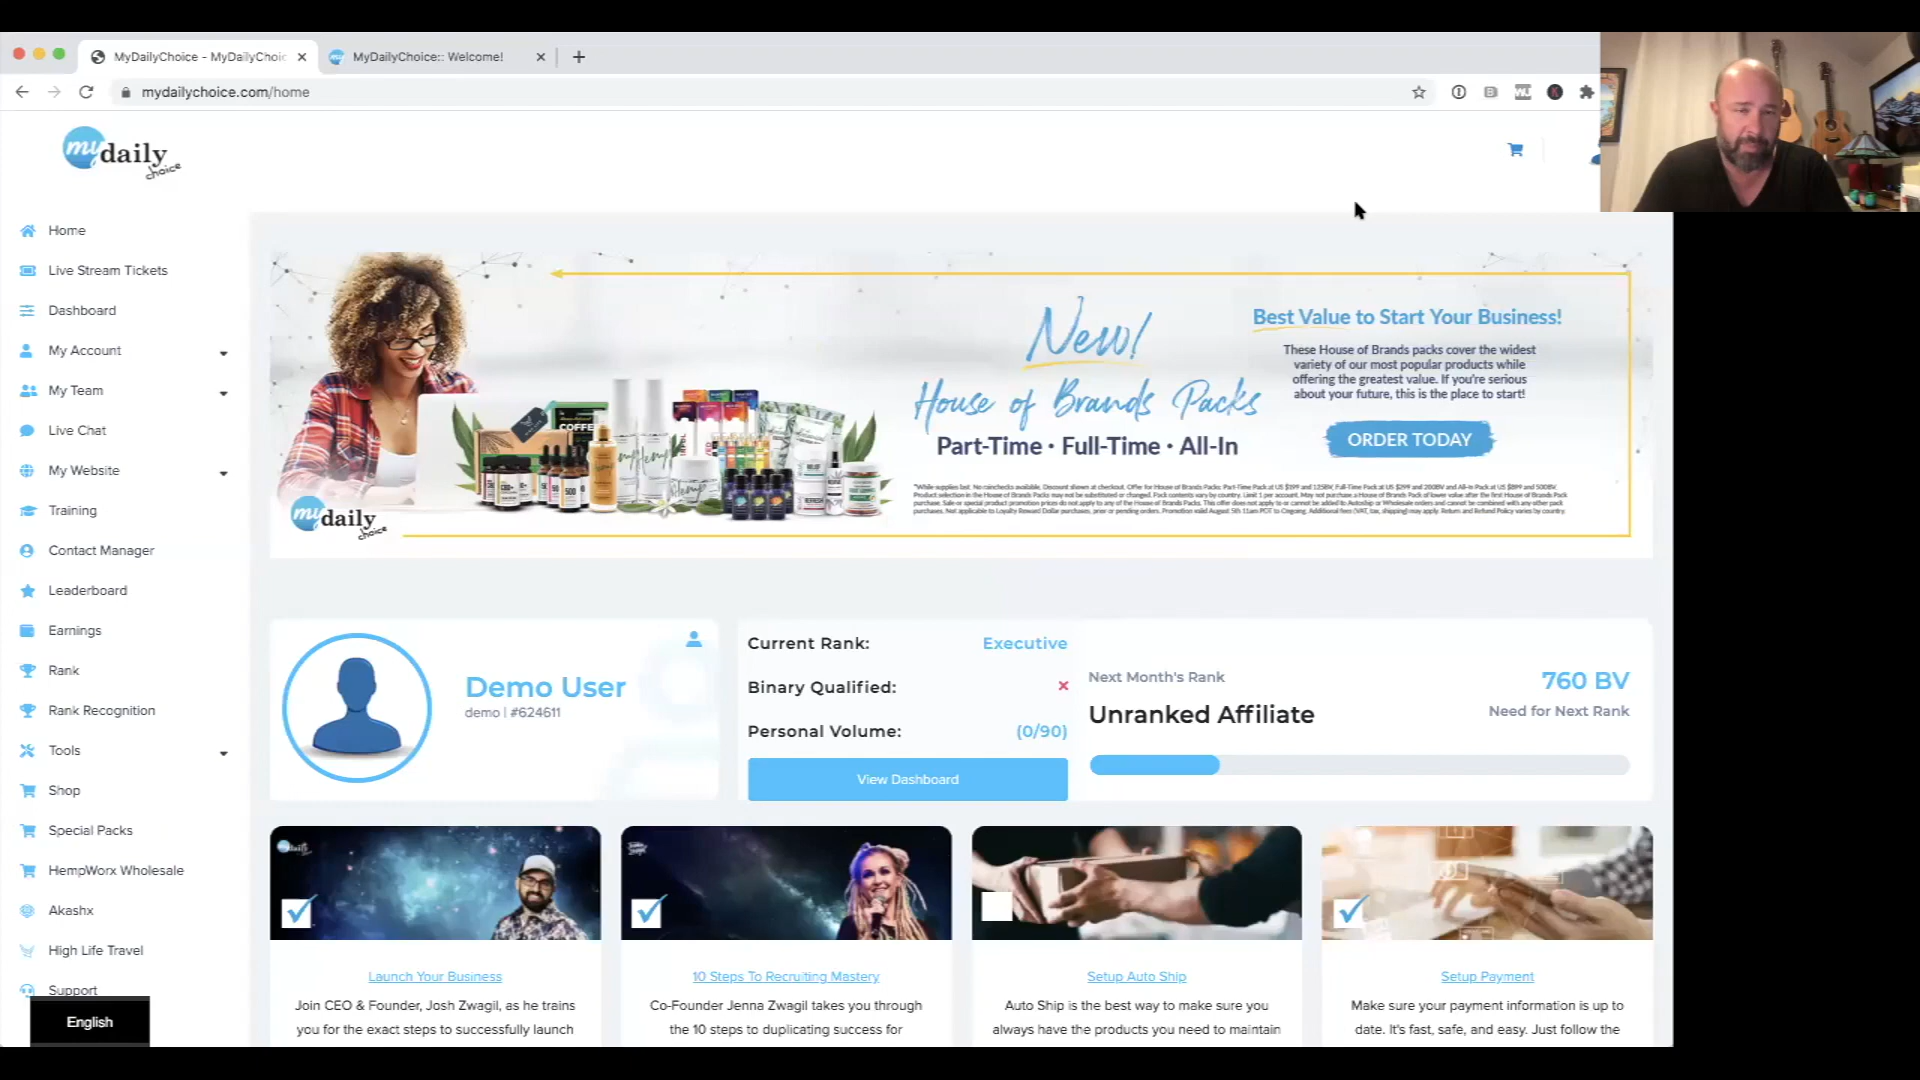 MyDailyChoice - MyDailyChoic
MyDailyChoice:: Welcome!
mydailychoice.com/home
my daily choice
Home
Live Stream Tickets
Dashboard
My Account
My Team
Live Chat
My Website
Training
Contact Manager
Leaderboard
Earnings
Rank
Rank Recognition
Tools
Shop
Special Packs
HempWorx Wholesale
Akashx
High Life Travel
Support
English
New!
House of Brands Packs
Part-Time • Full-Time • All-In
Best Value to Start Your Business!
These House of Brands packs cover the widest
variety of our most popular products while
offering the greatest value. If you're serious
about your future, this is the place to start!
ORDER TODAY
COFFEE
500
my daily choice
Demo User
demo | #624611
Current Rank: Executive
Binary Qualified:
Personal Volume: (0/90)
View Dashboard
Next Month's Rank
Unranked Affiliate
760 BV
Need for Next Rank
Launch Your Business
Join CEO & Founder, Josh Zwagil, as he trains
you for the exact steps to successfully launch
10 Steps To Recruiting Mastery
Co-Founder Jenna Zwagil takes you through
the 10 steps to duplicating success for
Setup Auto Ship
Auto Ship is the best way to make sure you
always have the products you need to maintain
Setup Payment
Make sure your payment information is up to
date. It's fast, safe, and easy. Just follow the